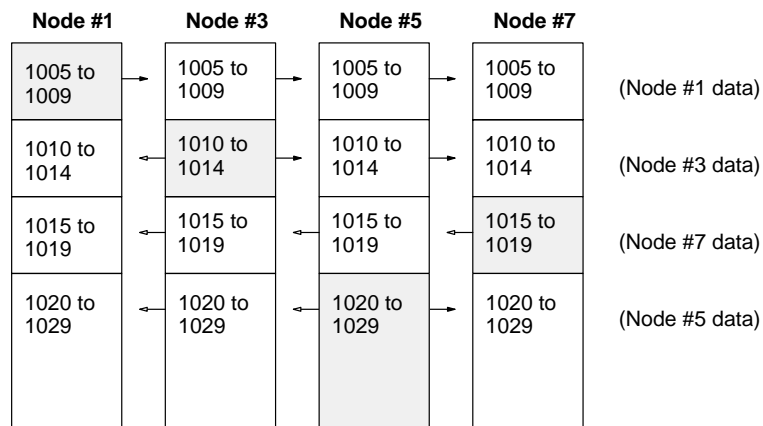 Node #1 Node #3 Node #5 Node #7
1005 to 1005 to 1005 to 1005 to
1009 1009 1009 1009 (Node #1 data)
1010 to 1010 to 1010 to 1010 to
1014 1014 1014 1014 (Node #3 data)
1015 to 1015 to 1015 to 1015 to
1019 1019 1019 1019 (Node #7 data)
1020 to 1020 to 1020 to 1020 to
1029 1029 1029 1029 (Node #5 data)